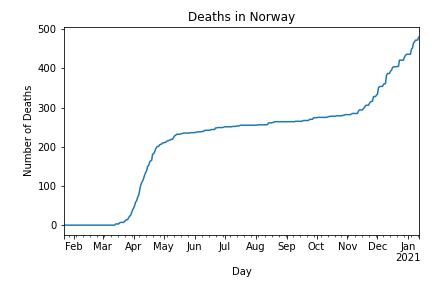 Deaths in Norway
500
400
300
200
100
0
Number of Deaths
Feb Mar Apr May Jun Jul Aug Sep Oct Nov Dec Jan
2021
Day